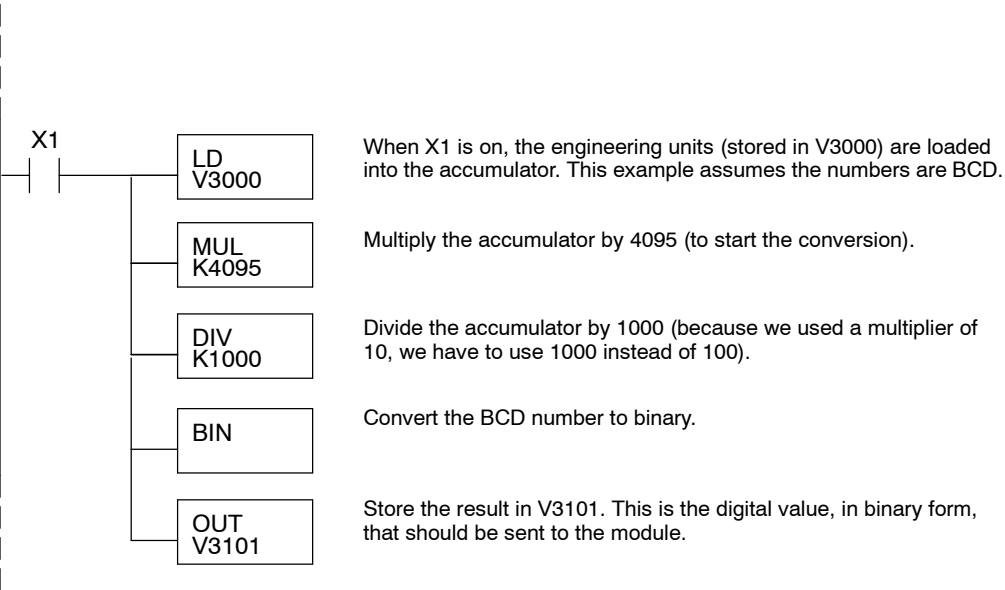 X1
LD
V3000
When X1 is on, the engineering units (stored in V3000) are loaded
into the accumulator. This example assumes the numbers are BCD.
MUL
K4095
Multiply the accumulator by 4095 (to start the conversion).
DIV
K1000
Divide the accumulator by 1000 (because we used a multiplier of
10, we have to use 1000 instead of 100).
BIN
Convert the BCD number to binary.
OUT
V3101
Store the result in V3101. This is the digital value, in binary form,
that should be sent to the module.